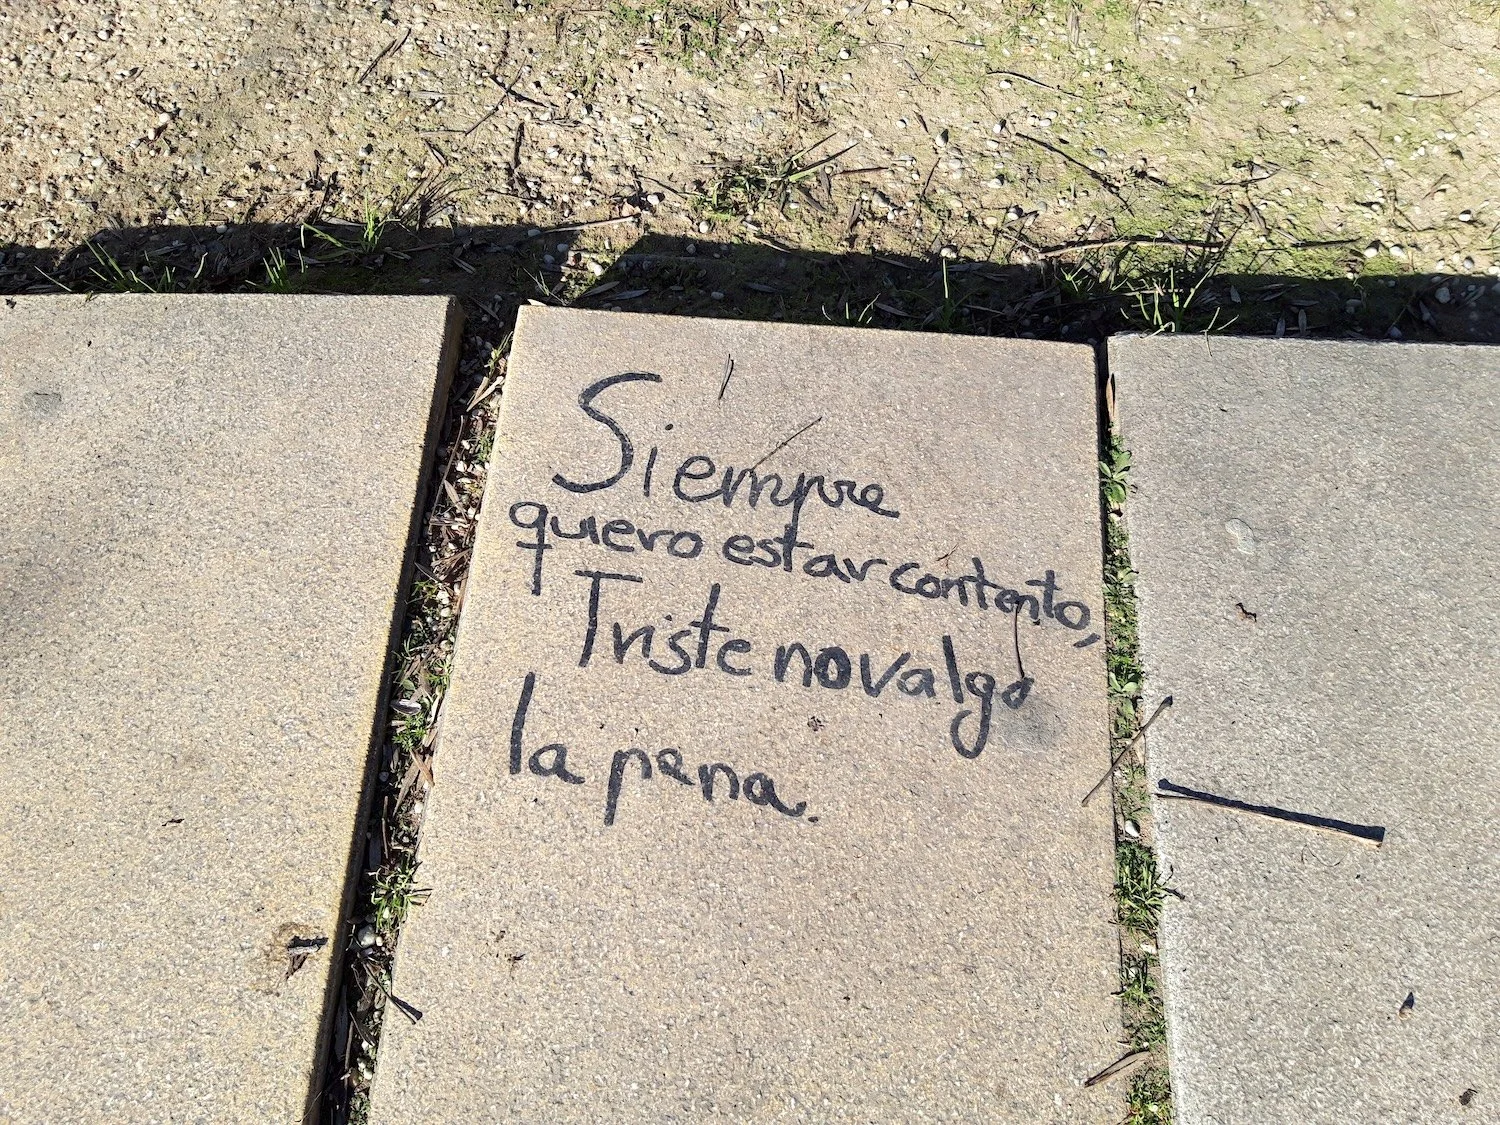 Siempre
quiero estar contento,
Triste no valgo
la pena.